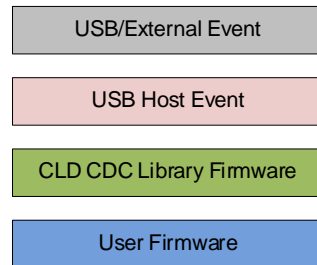 USB/External Event
USB Host Event
CLD CDC Library Firmware
User Firmware